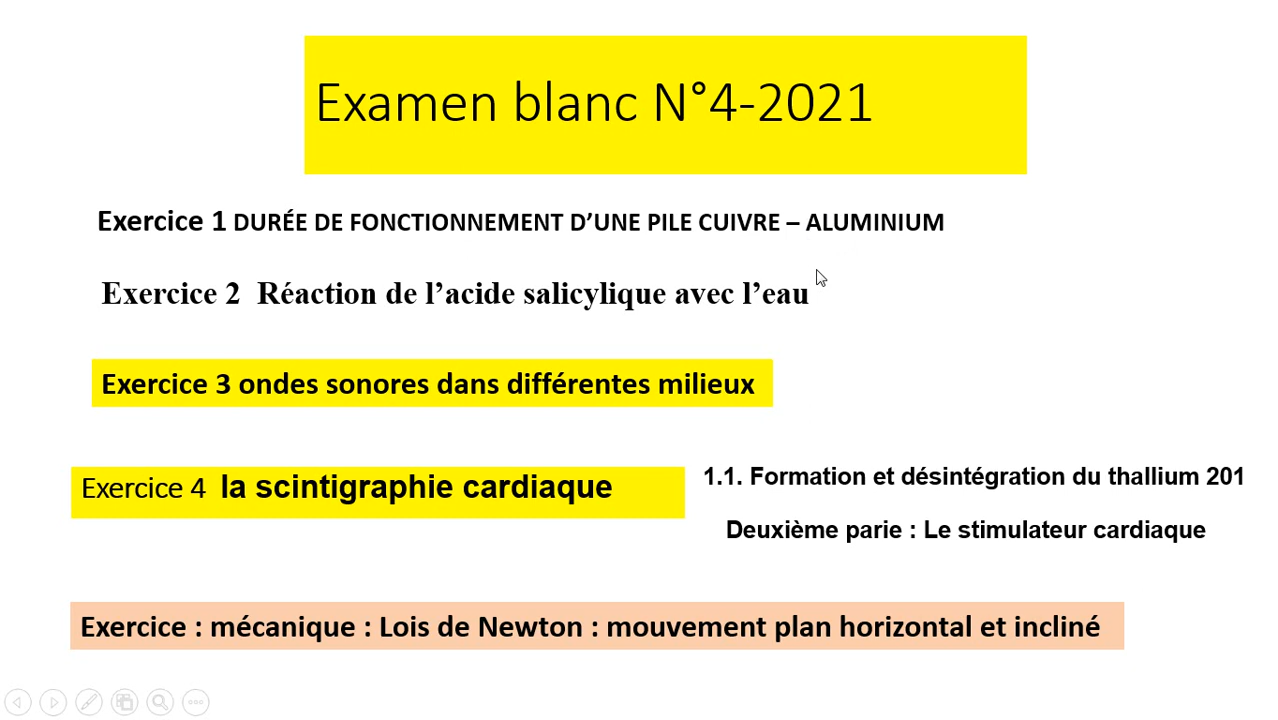 Examen blanc N°4-2021
Exercice 1 DURÉE DE FONCTIONNEMENT D’UNE PILE CUIVRE – ALUMINIUM
Exercice 2 Réaction de l’acide salicylique avec l’eau
Exercice 3 ondes sonores dans différentes milieux
Exercice 4 la scintigraphie cardiaque
1.1. Formation et désintégration du thallium 201
Deuxième parie : Le stimulateur cardiaque
Exercice : mécanique : Lois de Newton : mouvement plan horizontal et incliné